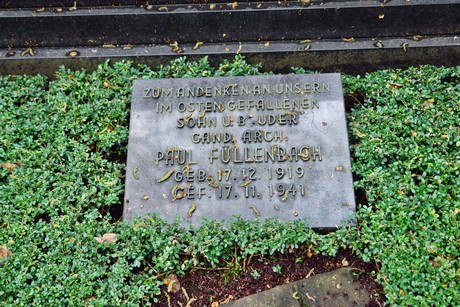 ZUM ANDENKEN AN UNSERN
IM OSTEN GEFALLENEN
SOHN U. BRUDER
CAND. ARCH.
PAUL FÜLLENBACH
GEB. 17. 12. 1919
GEF. 17. 11. 1941